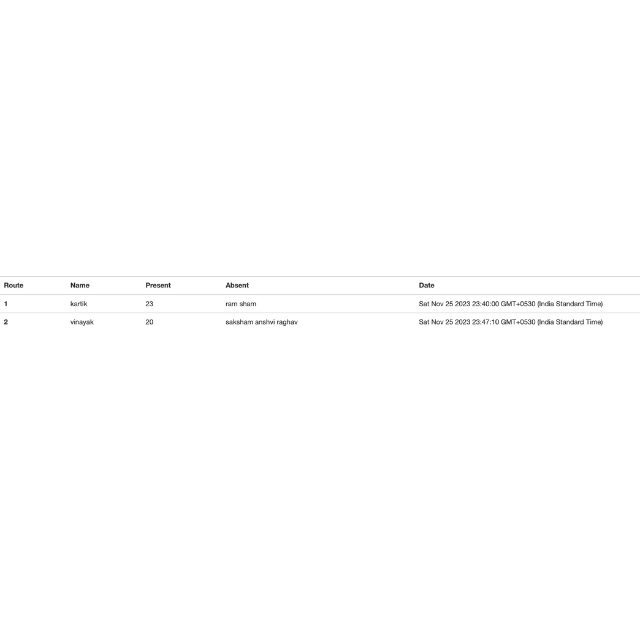 Route Name Present Absent Date
1 kartik 23 ram sham Sat Nov 25 2023 23:40:00 GMT+0530 (India Standard Time)
2 vinayak 20 saksham anshvi raghav Sat Nov 25 2023 23:47:10 GMT+0530 (India Standard Time)